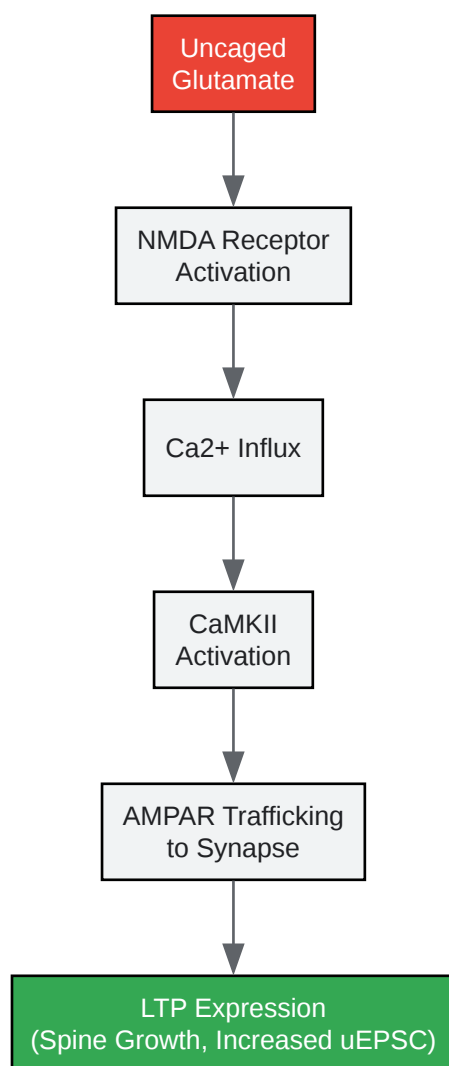 Uncaged
Glutamate
NMDA Receptor
Activation
Ca2+ Influx
CaMKII
Activation
AMPAR Trafficking
to Synapse
LTP Expression
(Spine Growth, Increased uEPSC)